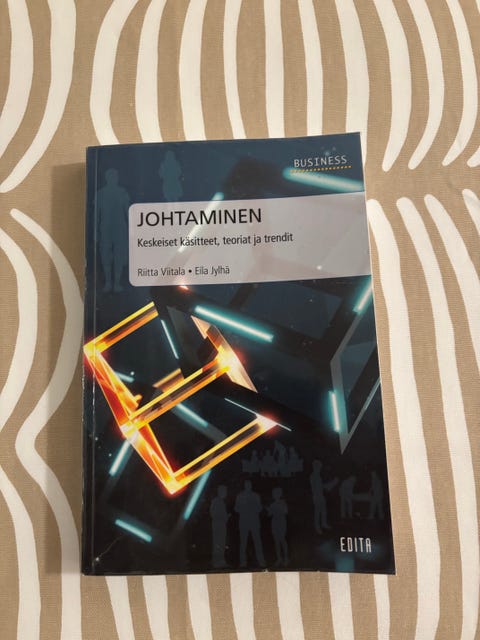 BUSINESS
JOHTAMINEN
Keskeiset käsitteet, teoriat ja trendit
Riitta Viitala • Eila Jylhä
EDITA